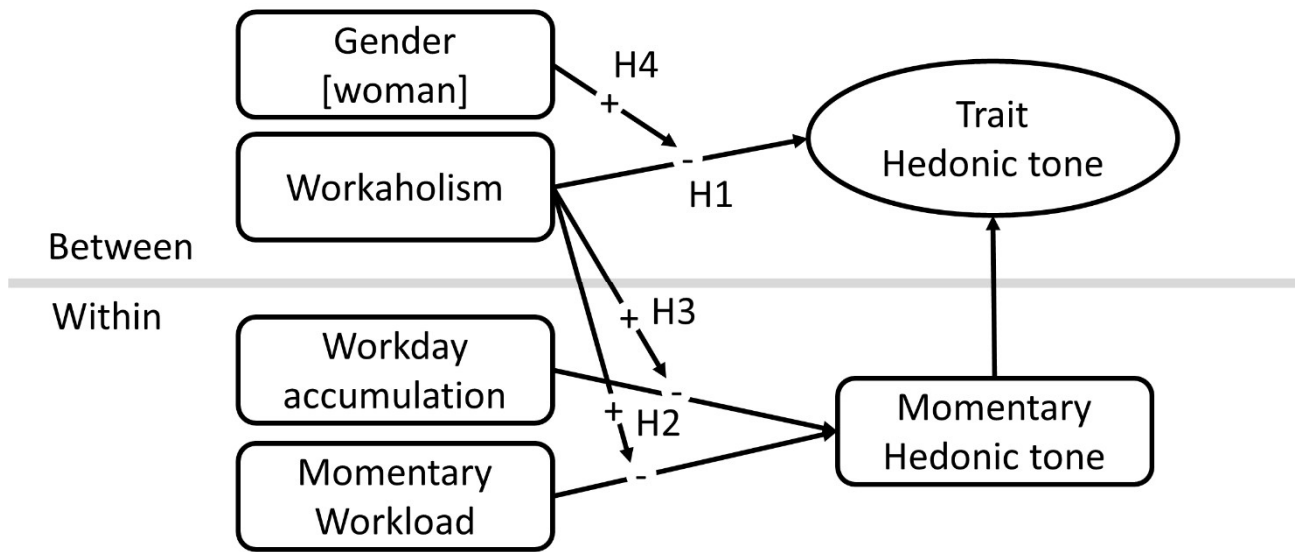 Gender
[woman]
H4
+
Workaholism
-
H1
Trait
Hedonic tone
Between
Within
+
H3
Workday
accumulation
-
+
H2
Momentary
Workload
-
Momentary
Hedonic tone